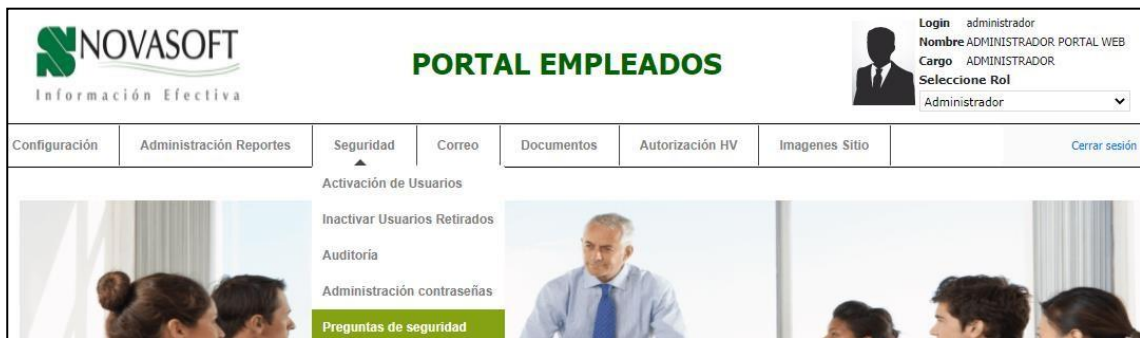 NOVASOFT
Información Efectiva
PORTAL EMPLEADOS
Login administrador
Nombre ADMINISTRADOR PORTAL WEB
Cargo ADMINISTRADOR
Seleccione Rol
Administrador
Configuración Administración Reportes Seguridad Correo Documentos Autorización HV Imagenes Sitio Cerrar sesión
Activación de Usuarios
Inactivar Usuarios Retirados
Auditoría
Administración contraseñas
Preguntas de seguridad